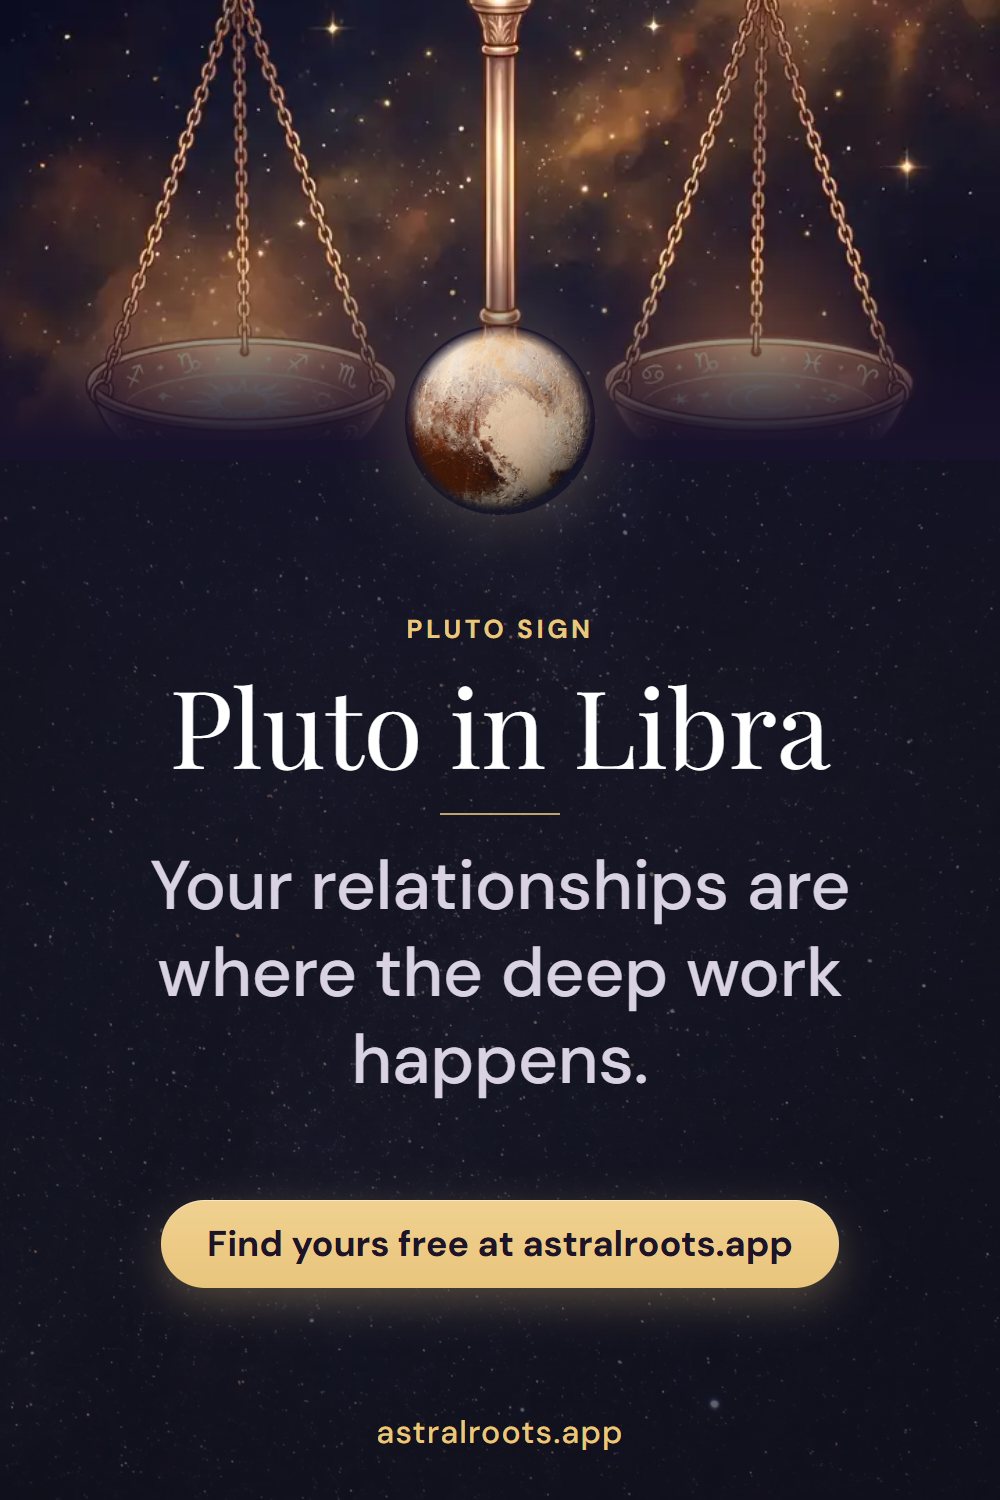 PLUTO SIGN
Pluto in Libra
Your relationships are
where the deep work
happens.
Find yours free at astralroots.app
astralroots.app